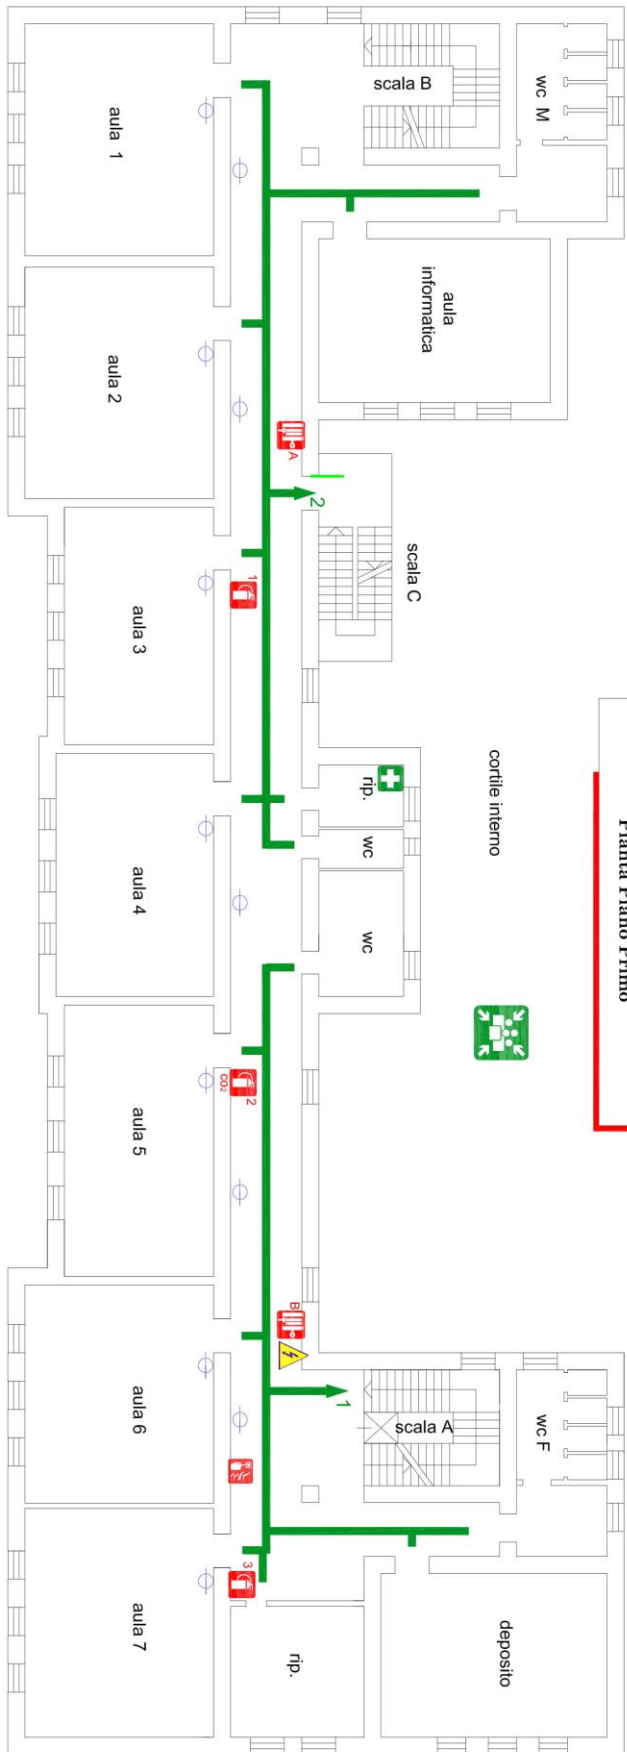 scala B
wc M
aula 1
aula
informatica
aula 2
A
2
scala C
1
aula 3
cortile interno
rip.
Pianta Piano Primo
wc
aula 4
wc
2
CO2
aula 5
B
1
scala A
wc F
aula 6
3
aula 7
rip.
deposito